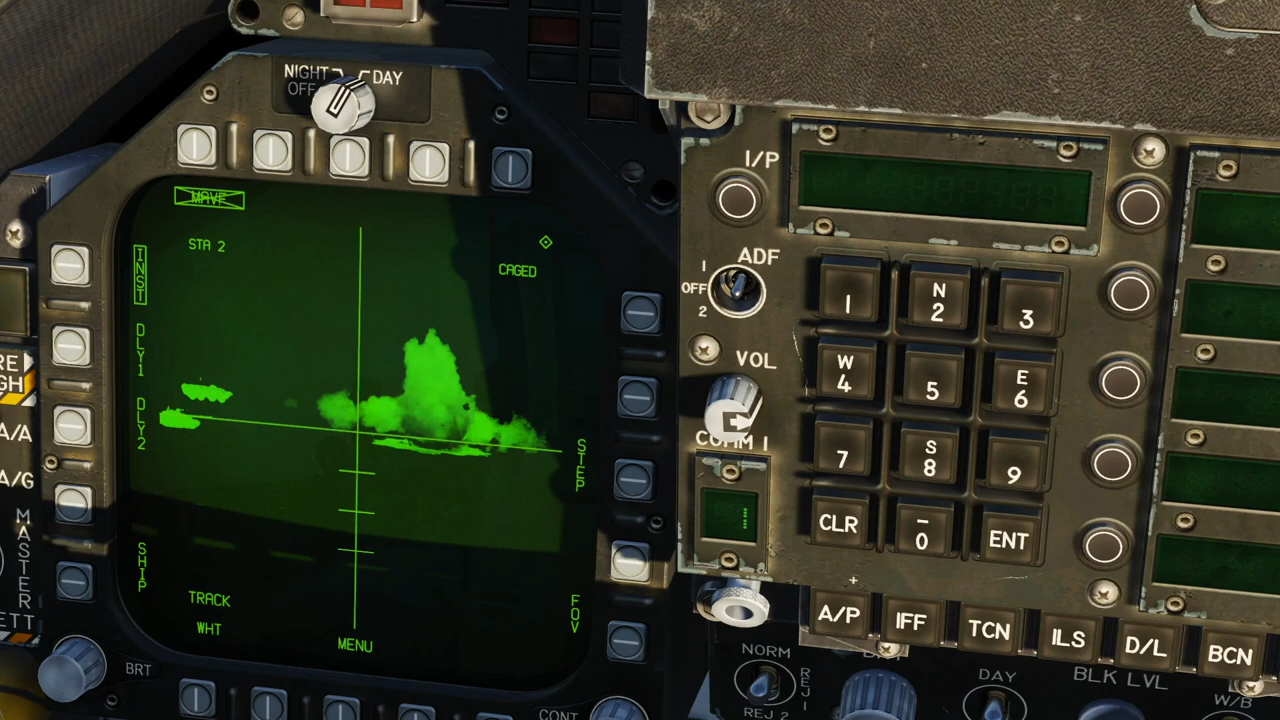 NIGHT DAY
OFF
MAVF
STA 2
CAGED
INST
DLY1
DLY2
STEP
SHIP
FOV
TRACK
WHT
MENU
BRT
CONT
A/A
A/G
MASTER
I/P
ADF
1
OFF
2
VOL
COMM 1
1
N
2
3
W
4
5
E
6
7
S
8
9
CLR
–
0
ENT
+
A/P
IFF
TCN
ILS
D/L
BCN
NORM
REJ 1
REJ 2
DAY
BLK LVL
W/B